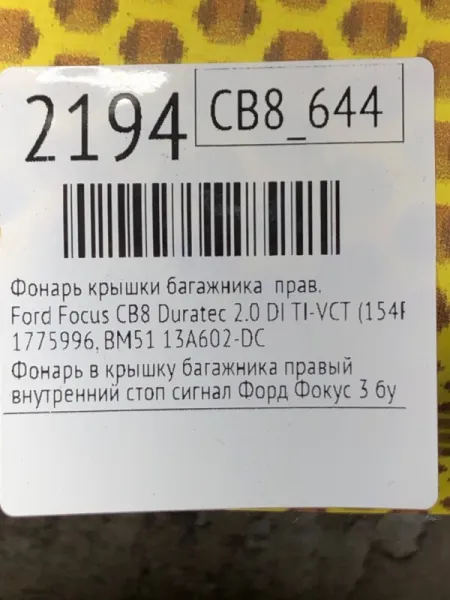 2194
CB8_644
Фонарь крышки багажника прав.
Ford Focus CB8 Duratec 2.0 DI TI-VCT (154
1775996, BM51 13A602-DC
Фонарь в крышку багажника правый
внутренний стоп сигнал Форд Фокус 3 бу